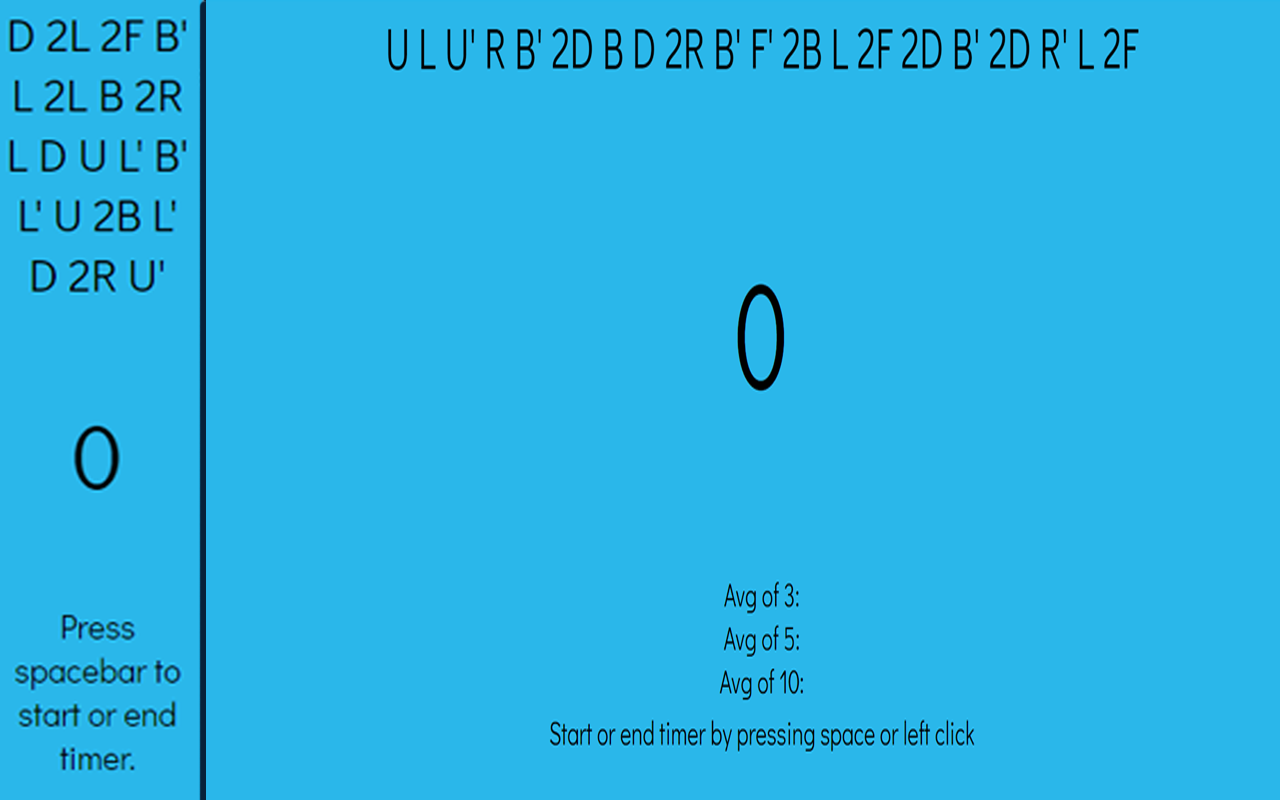 D 2L 2F B'
L 2L B 2R
L D U L' B'
L' U 2B L'
D 2R U'
0
Press
spacebar to
start or end
timer.
U L U' R B' 2D B D 2R B' F' 2B L 2F 2D B' 2D R' L 2F
0
Avg of 3:
Avg of 5:
Avg of 10:
Start or end timer by pressing space or left click